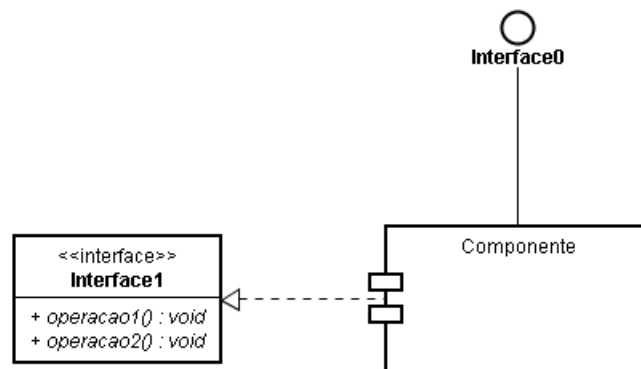 Interface0
Componente
<<interface>>
Interface1
+ operacao1() : void
+ operacao2() : void